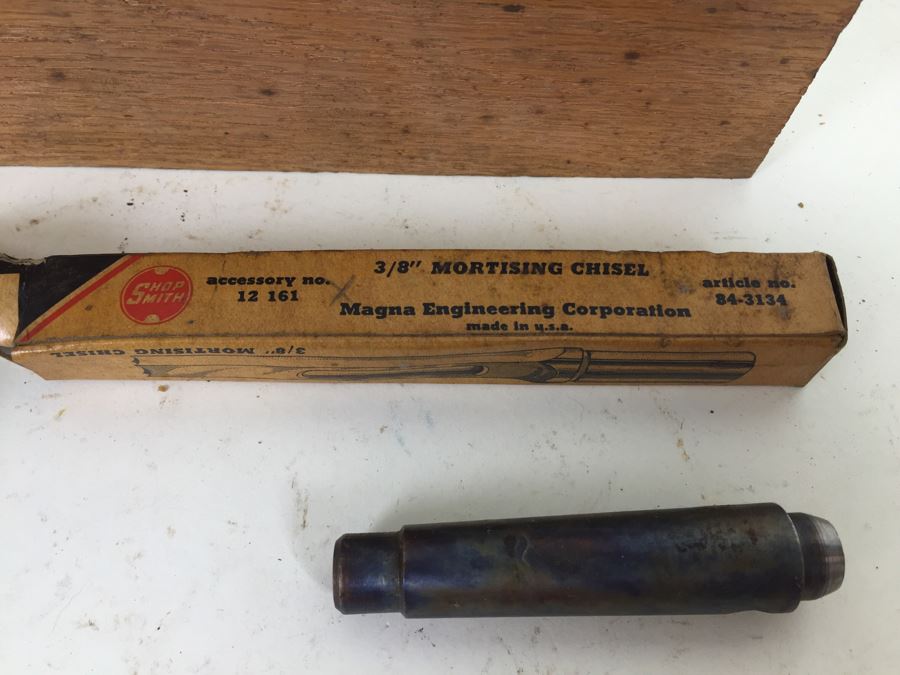 SHOP
SMITH
accessory no.
12 161
3/8" MORTISING CHISEL
Magna Engineering Corporation
made in u.s.a.
article no.
84-3134
3/8" MORTISING CHISEL